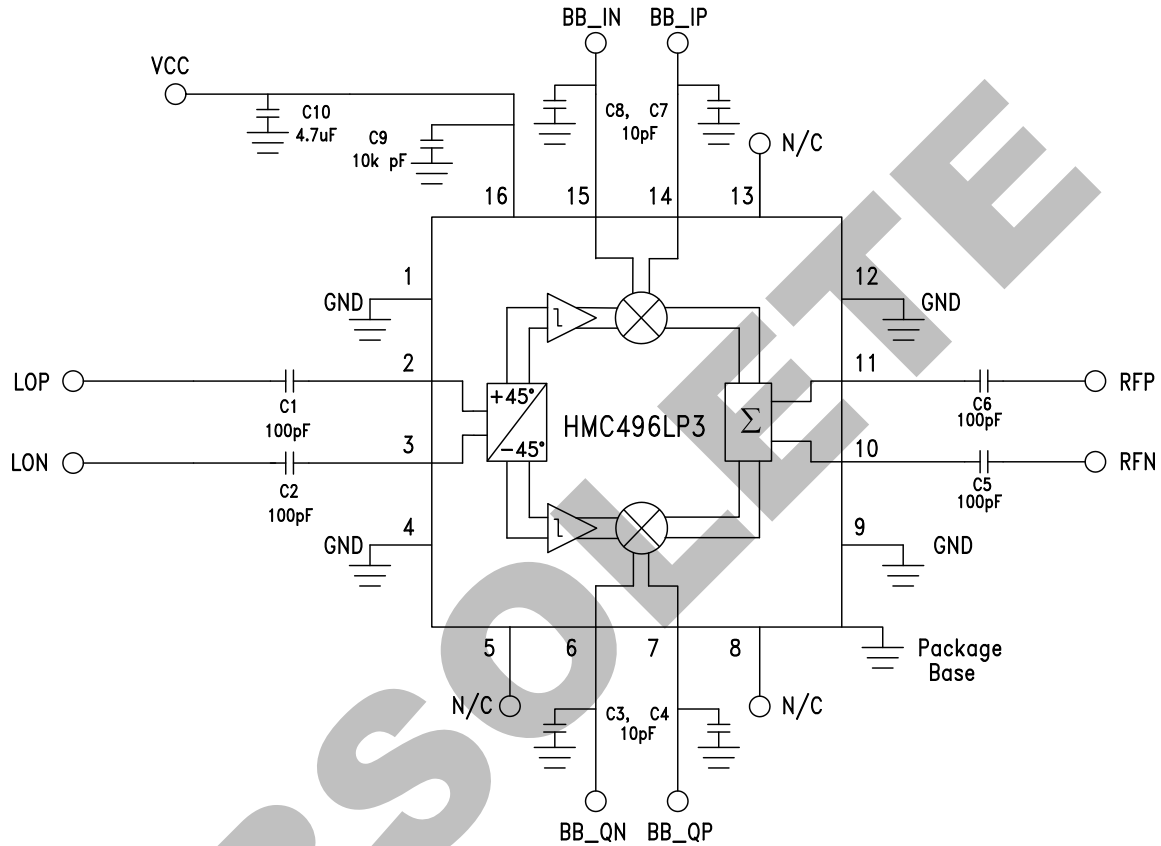 BB_IN BB_IP
VCC
C10
4.7uF
C9
10k pF
C8, C7
10pF
N/C
16 15 14 13
1
GND
12
GND
LOP
C1
100pF
2
+45°
-45°
HMC496LP3
Σ
11
C6
100pF
RFP
LON
C2
100pF
3
10
C5
100pF
RFN
4
GND
9
GND
5 6 7 8
Package
Base
N/C
C3, C4
10pF
N/C
BB_QN BB_QP
OBSOLETE